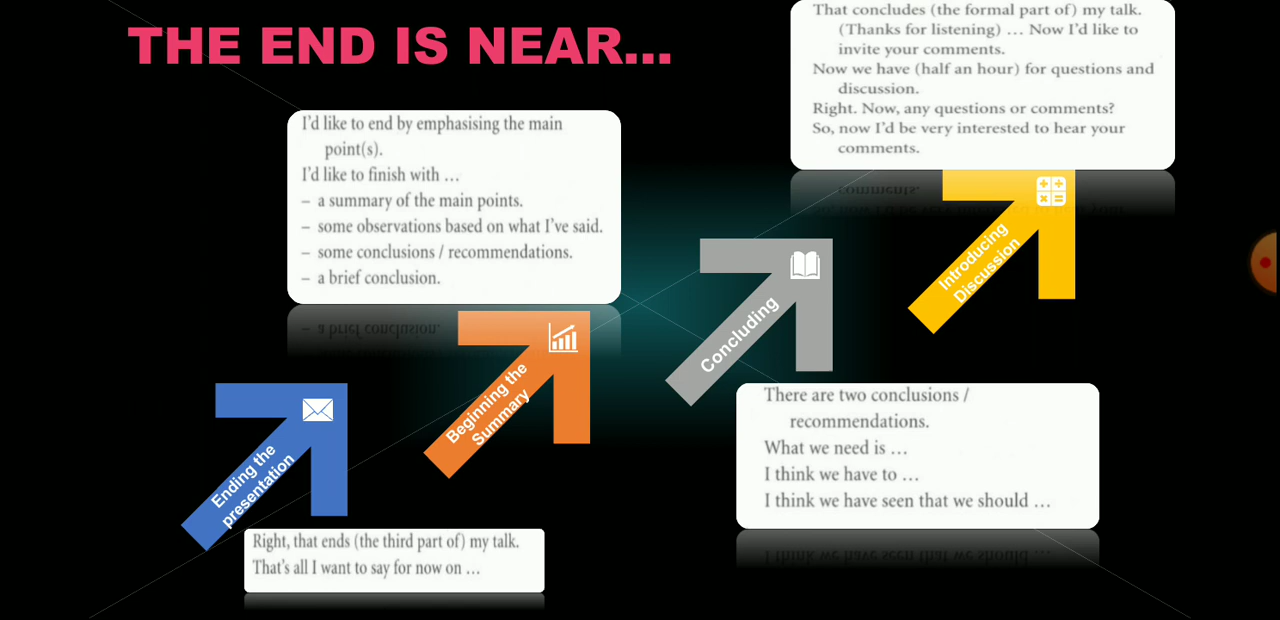 THE END IS NEAR...
That concludes (the formal part of) my talk.
(Thanks for listening) … Now I'd like to
invite your comments.
Now we have (half an hour) for questions and
discussion.
Right. Now, any questions or comments?
So, now I'd be very interested to hear your
comments.
I'd like to end by emphasising the main
point(s).
I'd like to finish with …
– a summary of the main points.
– some observations based on what I've said.
– some conclusions / recommendations.
– a brief conclusion.
Introducing
Discussion
Concluding
Beginning the
Summary
Ending the
presentation
There are two conclusions /
recommendations.
What we need is …
I think we have to …
I think we have seen that we should …
Right, that ends (the third part of) my talk.
That's all I want to say for now on …